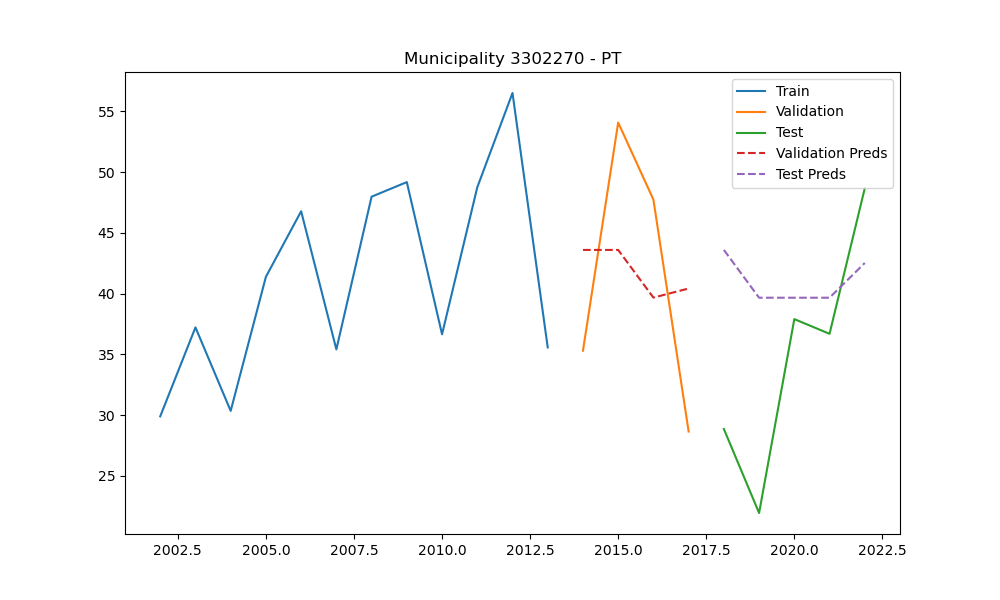 Municipality 3302270 - PT
Train
Validation
Test
Validation Preds
Test Preds
55
50
45
40
35
30
25
2002.5 2005.0 2007.5 2010.0 2012.5 2015.0 2017.5 2020.0 2022.5